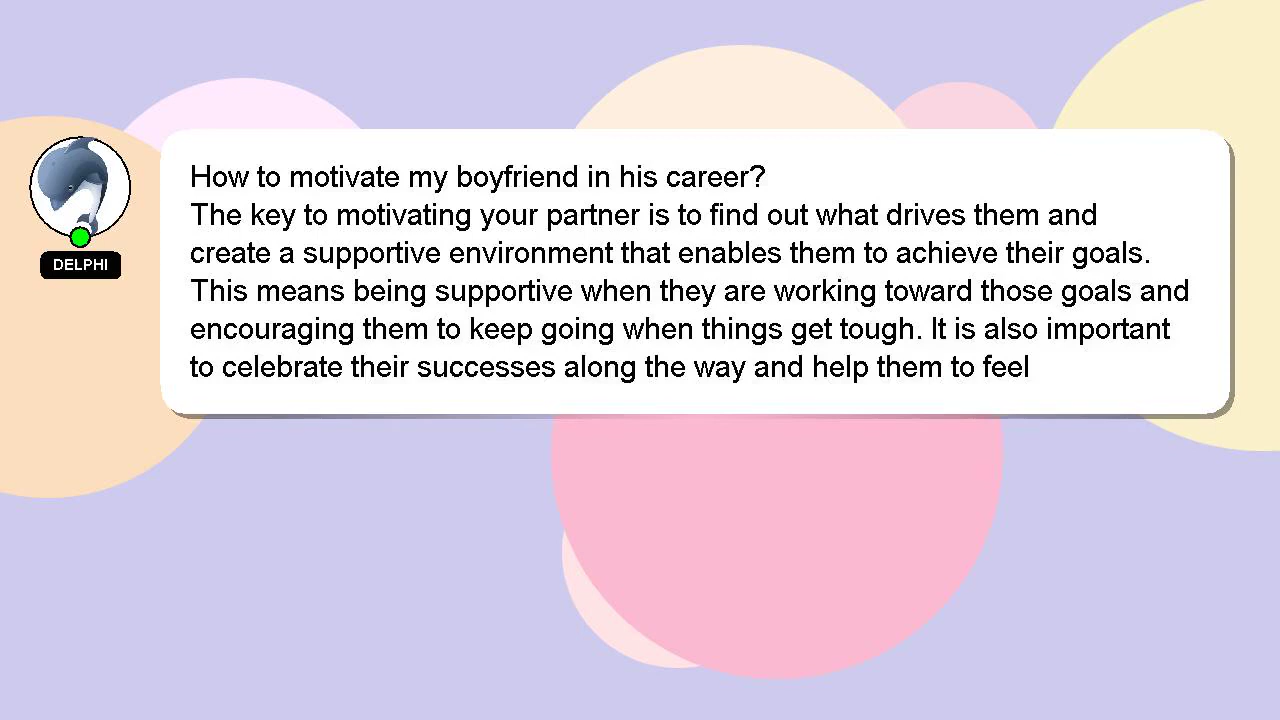 DELPHI
How to motivate my boyfriend in his career?
The key to motivating your partner is to find out what drives them and
create a supportive environment that enables them to achieve their goals.
This means being supportive when they are working toward those goals and
encouraging them to keep going when things get tough. It is also important
to celebrate their successes along the way and help them to feel